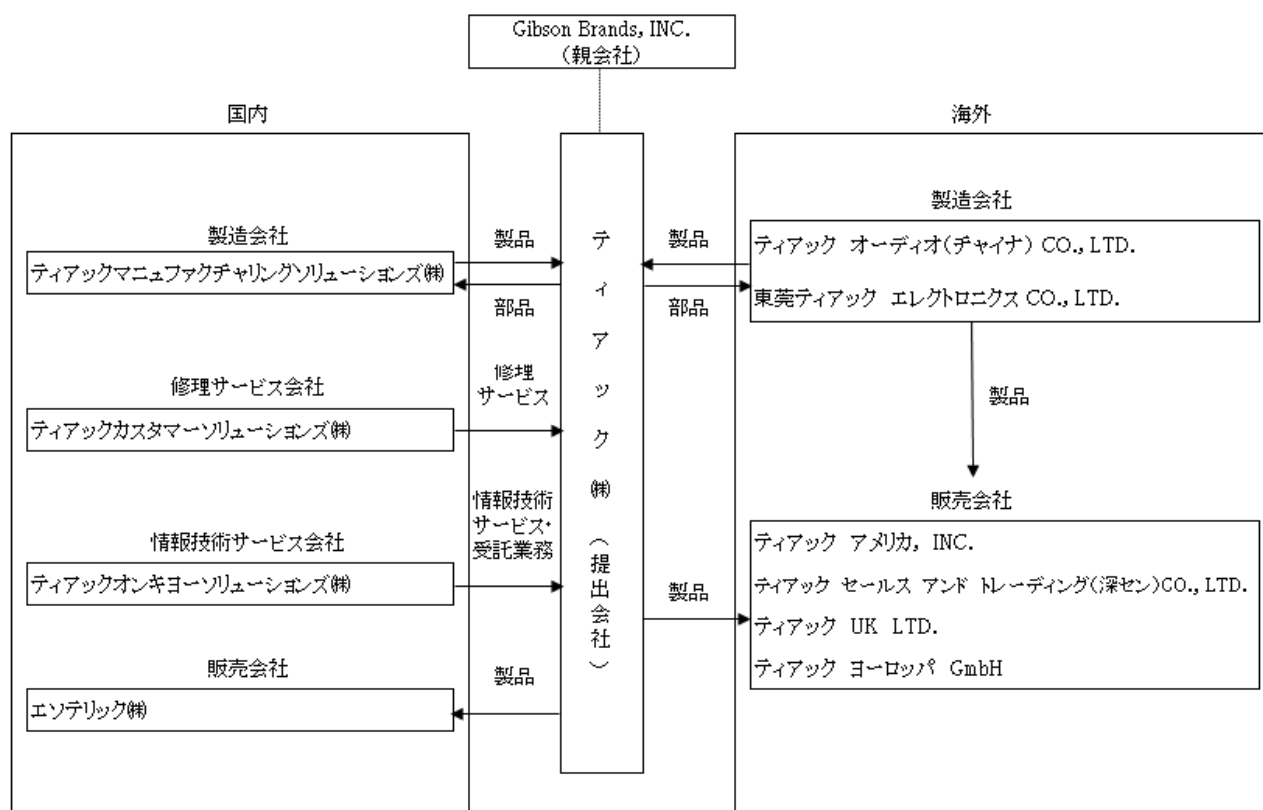 Gibson Brands, INC.
(親会社)
国内
海外
製造会社
ティアックマニュファクチャリングソリューションズ㈱
製品
部品
修理サービス会社
ティアックカスタマーソリューションズ㈱
修理
サービス
情報技術サービス会社
ティアックオンキヨーソリューションズ㈱
情報技術
サービス・
受託業務
販売会社
エソテリック㈱
製品
ティアック㈱(提出会社)
製品
部品
製造会社
ティアック オーディオ(チャイナ) CO., LTD.
東莞ティアック エレクトロニクス CO., LTD.
製品
製品
販売会社
ティアック アメリカ, INC.
ティアック セールス アンド トレーディング(深セン)CO., LTD.
ティアック UK LTD.
ティアック ヨーロッパ GmbH